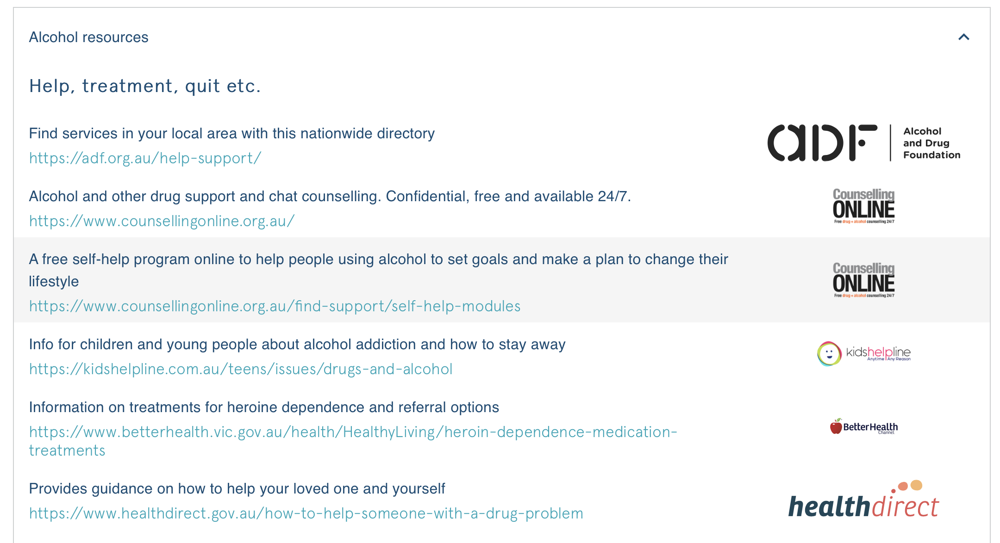 Alcohol resources
Help, treatment, quit etc.
Find services in your local area with this nationwide directory
https://adf.org.au/help-support/
aDF
Alcohol
and Drug
Foundation
Alcohol and other drug support and chat counselling. Confidential, free and available 24/7.
https://www.counsellingonline.org.au/
Counselling
ONLINE
Free drug + alcohol counselling 24/7
A free self-help program online to help people using alcohol to set goals and make a plan to change their
lifestyle
https://www.counsellingonline.org.au/find-support/self-help-modules
Counselling
ONLINE
Free drug + alcohol counselling 24/7
Info for children and young people about alcohol addiction and how to stay away
https://kidshelpline.com.au/teens/issues/drugs-and-alcohol
kidshelpline
Anytime Any Reason
Information on treatments for heroine dependence and referral options
https://www.betterhealth.vic.gov.au/health/HealthyLiving/heroin-dependence-medication-
treatments
BetterHealth
Channel
Provides guidance on how to help your loved one and yourself
https://www.healthdirect.gov.au/how-to-help-someone-with-a-drug-problem
healthdirect